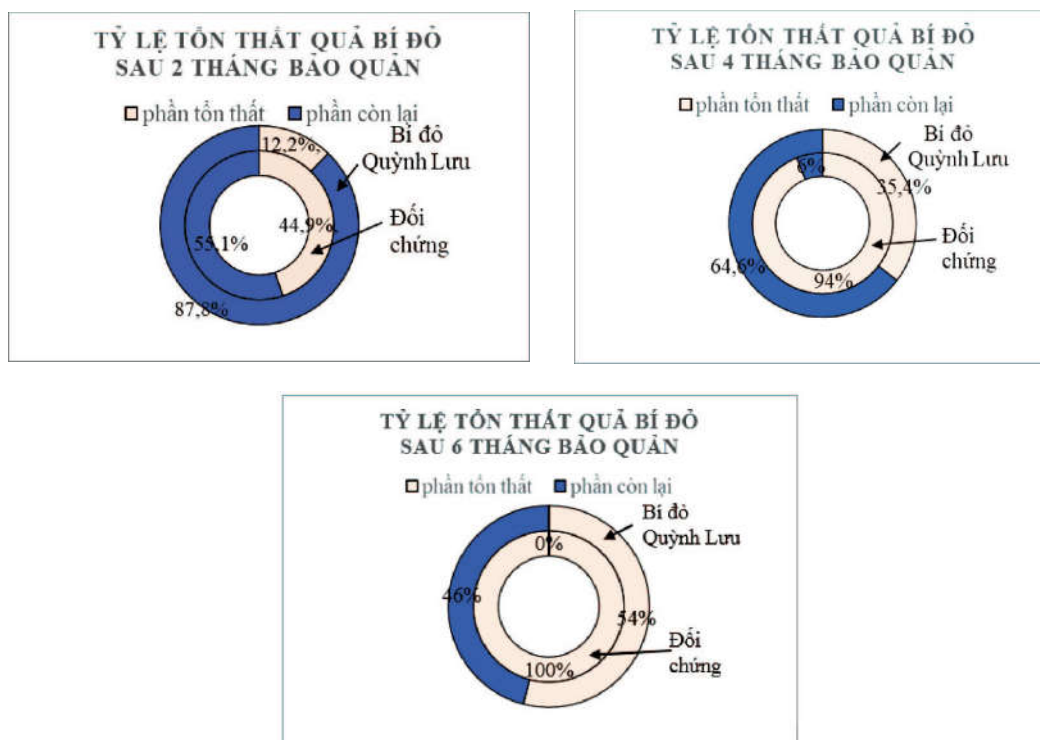 TỶ LỆ TỔN THẤT QUẢ BÍ ĐỎ
SAU 2 THÁNG BẢO QUẢN
phần tổn thất phần còn lại
12,2%,
Bí đỏ
Quỳnh Lưu
44,9%,
Đối
chứng
55,1%
87,8%
TỶ LỆ TỔN THẤT QUẢ BÍ ĐỎ
SAU 4 THÁNG BẢO QUẢN
phần tổn thất phần còn lại
Bí đỏ
Quỳnh Lưu
6%
35,4%
Đối
chứng
64,6%
94%
TỶ LỆ TỔN THẤT QUẢ BÍ ĐỎ
SAU 6 THÁNG BẢO QUẢN
phần tổn thất phần còn lại
Bí đỏ
Quỳnh Lưu
0%
46%
54%
Đối
chứng
100%